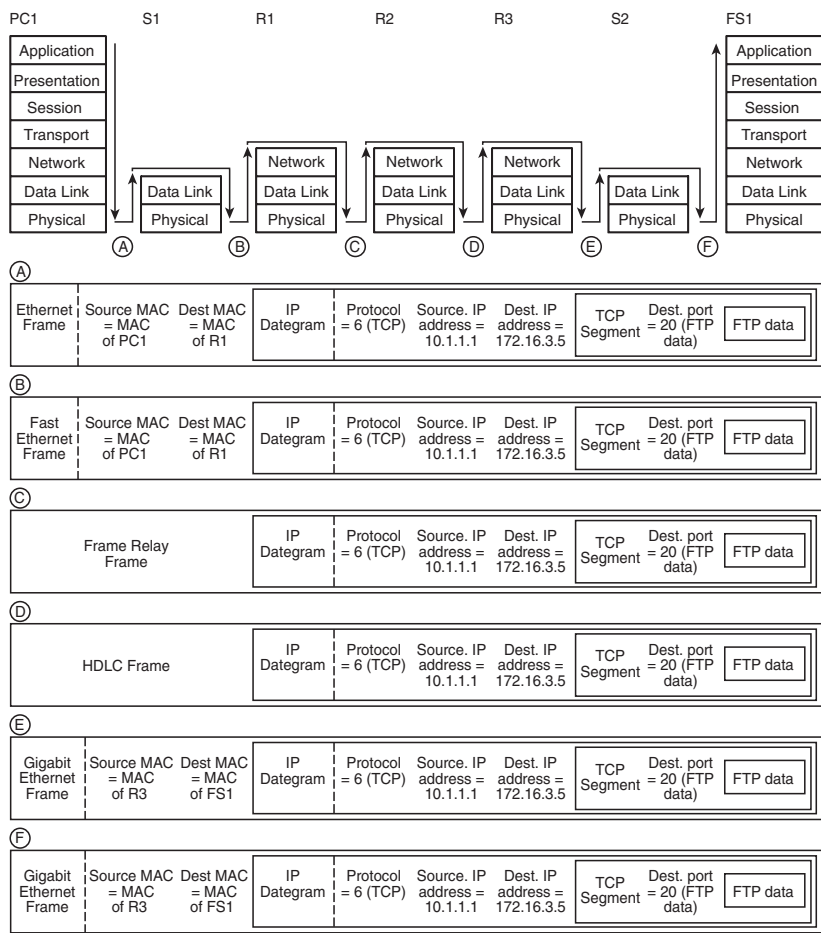 PC1 S1 R1 R2 R3 S2 FS1
Application Application
Presentation Presentation
Session Session
Transport Transport
Network Network Network Network Network
Data Link Data Link Data Link Data Link Data Link Data Link Data Link
Physical Physical Physical Physical Physical Physical Physical
A B C D E F
A
Ethernet Frame
Source MAC = MAC of PC1
Dest MAC = MAC of R1
IP Dategram
Protocol = 6 (TCP)
Source. IP address = 10.1.1.1
Dest. IP address = 172.16.3.5
TCP Segment
Dest. port = 20 (FTP data)
FTP data
B
Fast Ethernet Frame
Source MAC = MAC of PC1
Dest MAC = MAC of R1
IP Dategram
Protocol = 6 (TCP)
Source. IP address = 10.1.1.1
Dest. IP address = 172.16.3.5
TCP Segment
Dest. port = 20 (FTP data)
FTP data
C
Frame Relay Frame
IP Dategram
Protocol = 6 (TCP)
Source. IP address = 10.1.1.1
Dest. IP address = 172.16.3.5
TCP Segment
Dest. port = 20 (FTP data)
FTP data
D
HDLC Frame
IP Dategram
Protocol = 6 (TCP)
Source. IP address = 10.1.1.1
Dest. IP address = 172.16.3.5
TCP Segment
Dest. port = 20 (FTP data)
FTP data
E
Gigabit Ethernet Frame
Source MAC = MAC of R3
Dest MAC = MAC of FS1
IP Dategram
Protocol = 6 (TCP)
Source. IP address = 10.1.1.1
Dest. IP address = 172.16.3.5
TCP Segment
Dest. port = 20 (FTP data)
FTP data
F
Gigabit Ethernet Frame
Source MAC = MAC of R3
Dest MAC = MAC of FS1
IP Dategram
Protocol = 6 (TCP)
Source. IP address = 10.1.1.1
Dest. IP address = 172.16.3.5
TCP Segment
Dest. port = 20 (FTP data)
FTP data